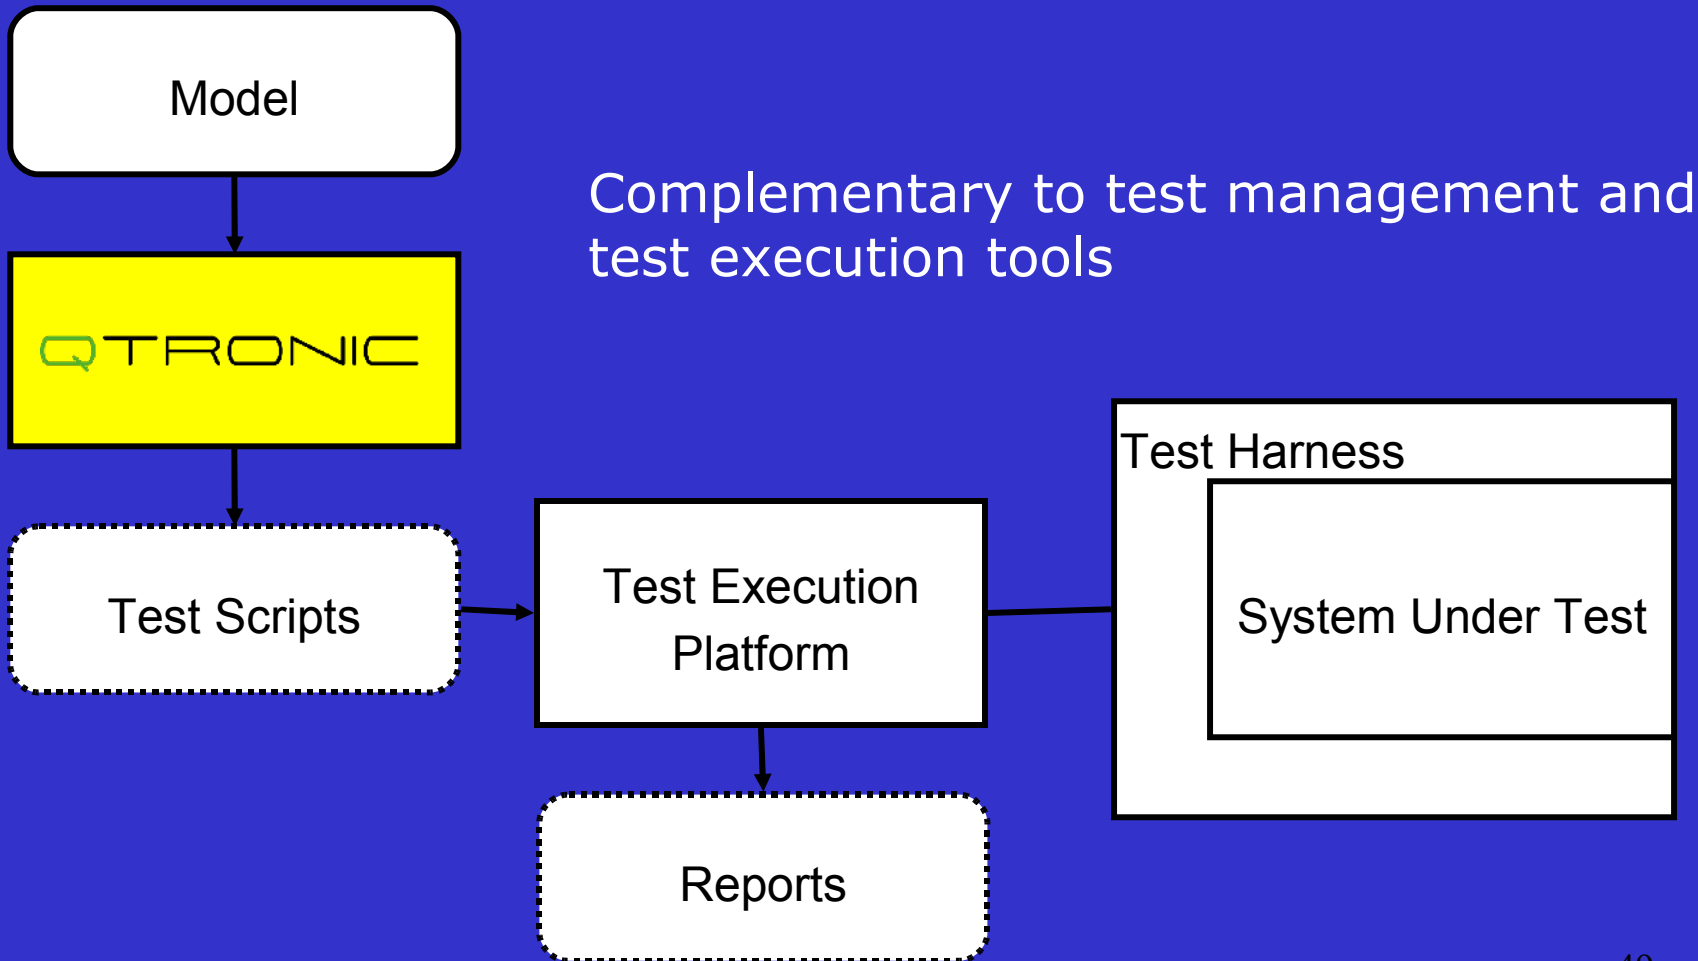 Model
Complementary to test management and
test execution tools
QTRONIC
Test Harness
Test Scripts
Test Execution
Platform
System Under Test
Reports